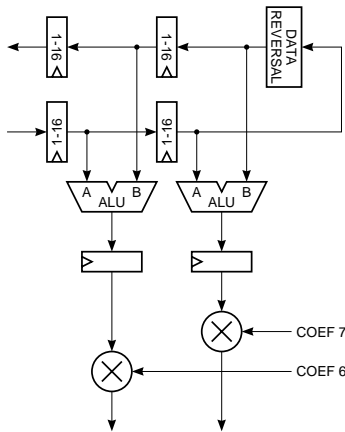 1-16
1-16
DATA
REVERSAL
1-16
1-16
A
B
ALU
A
B
ALU
COEF 7
COEF 6